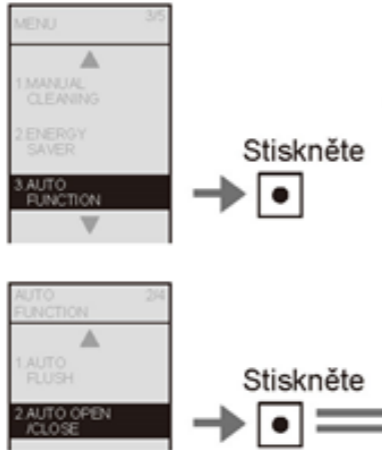 MENU 3/5
1.MANUAL
CLEANING
2.ENERGY
SAVER
Stiskněte
3.AUTO
FUNCTION
AUTO 2/4
FUNCTION
1.AUTO
FLUSH
Stiskněte
2.AUTO OPEN
/CLOSE